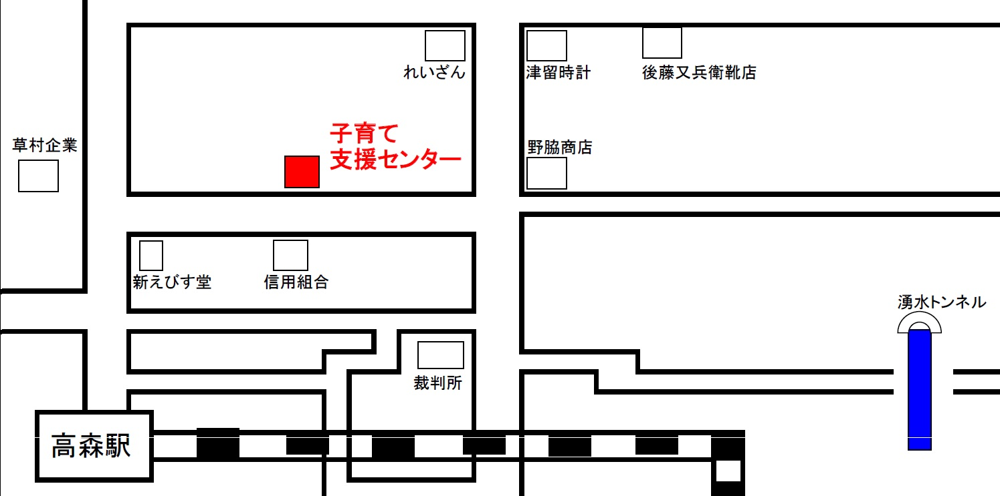 れいざん
津留時計
後藤又兵衛靴店
子育て
支援センター
草村企業
野脇商店
新えびす堂
信用組合
湧水トンネル
裁判所
高森駅